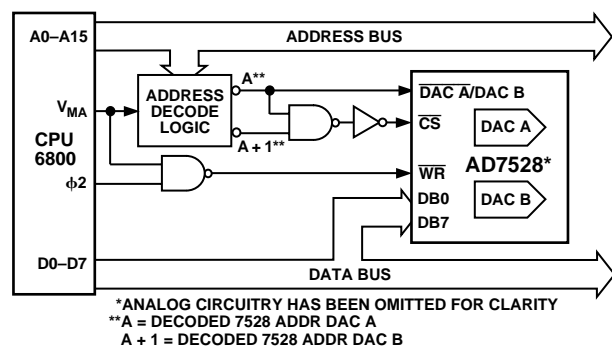 A0–A15
ADDRESS BUS
A**
ADDRESS
DECODE
LOGIC
DAC A/DAC B
VMA
CPU
6800
A + 1**
CS
DAC A
AD7528*
WR
ϕ2
DB0
DAC B
DB7
D0–D7
DATA BUS
*ANALOG CIRCUITRY HAS BEEN OMITTED FOR CLARITY
**A = DECODED 7528 ADDR DAC A
A + 1 = DECODED 7528 ADDR DAC B